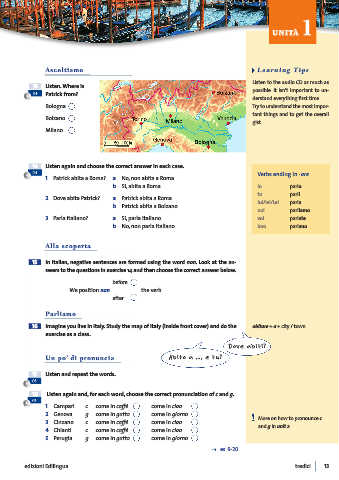 UNITÀ 1
Ascoltiamo
Listen. Where is
Patrick from?
Bologna
Bolzano
Milano
Bolzano
Torino
Milano
Venezia
Genova
Bologna
Learning Tips
Listen to the audio CD as much as
possible. It isn't important to un-
derstand everything first time.
Try to understand the most impor-
tant things and to get the overall
gist.
Listen again and choose the correct answer in each case.
1 Patrick abita a Roma? a No, non abita a Roma
b Sì, abita a Roma
2 Dove abita Patrick? a Patrick abita a Roma
b Patrick abita a Bolzano
3 Parla italiano? a Sì, parla italiano
b No, non parla italiano
Verbs ending in -are
io parlo
tu parli
lui/lei/Lei parla
noi parliamo
voi parlate
loro parlano
Alla scoperta
15 In Italian, negative sentences are formed using the word non. Look at the an-
swers to the questions in exercise 14 and then choose the correct answer below.
before
We position non the verb
after
Parliamo
16 Imagine you live in Italy. Study the map of Italy (inside front cover) and do the
exercise as a class.
abitare + a + city / town
Dove abiti?
Abito a ..., e tu?
Un po' di pronuncia
Listen and repeat the words.
Listen again and, for each word, choose the correct pronunciation of c and g.
1 Campari c come in caffè come in ciao
2 Genova g come in gatto come in giorno
3 Cinzano c come in caffè come in ciao
4 Chianti c come in caffè come in ciao
5 Perugia g come in gatto come in giorno
! More on how to pronounce c
and g in unit 2
→ es 9-20
edizioni Edilingua
tredici 13